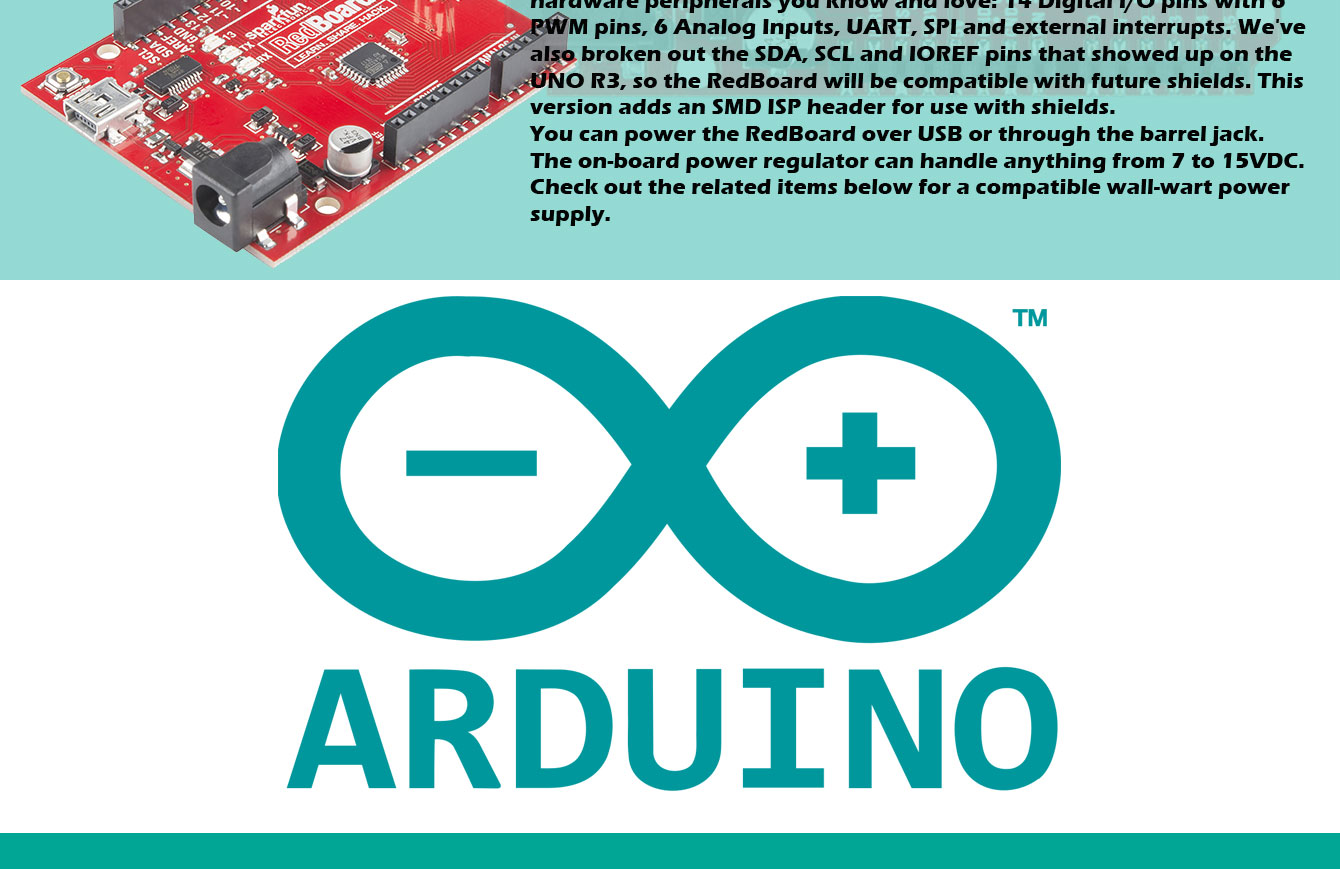 hardware peripherals you know and love: 14 Digital I/O pins with 6
PWM pins, 6 Analog Inputs, UART, SPI and external interrupts. We've
also broken out the SDA, SCL and IOREF pins that showed up on the
UNO R3, so the RedBoard will be compatible with future shields. This
version adds an SMD ISP header for use with shields.
You can power the RedBoard over USB or through the barrel jack.
The on-board power regulator can handle anything from 7 to 15VDC.
Check out the related items below for a compatible wall-wart power
supply.
sparkfun
RedBoard
LEARN. SHARE. HACK.
SCL
SDA
AREF
GND
13
TM
ARDUINO